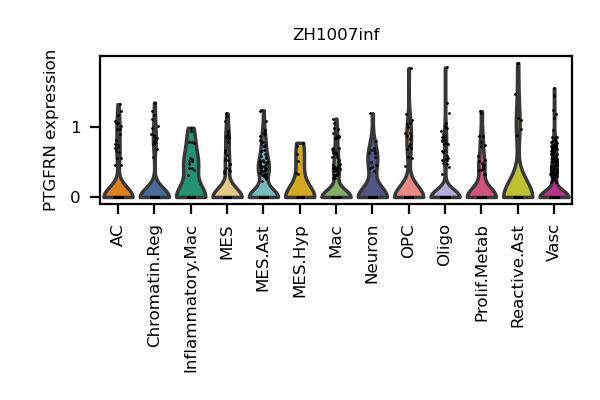 ZH1007inf
PTGFRN expression
1
0
AC
Chromatin.Reg
Inflammatory.Mac
MES
MES.Ast
MES.Hyp
Mac
Neuron
OPC
Oligo
Prolif.Metab
Reactive.Ast
Vasc